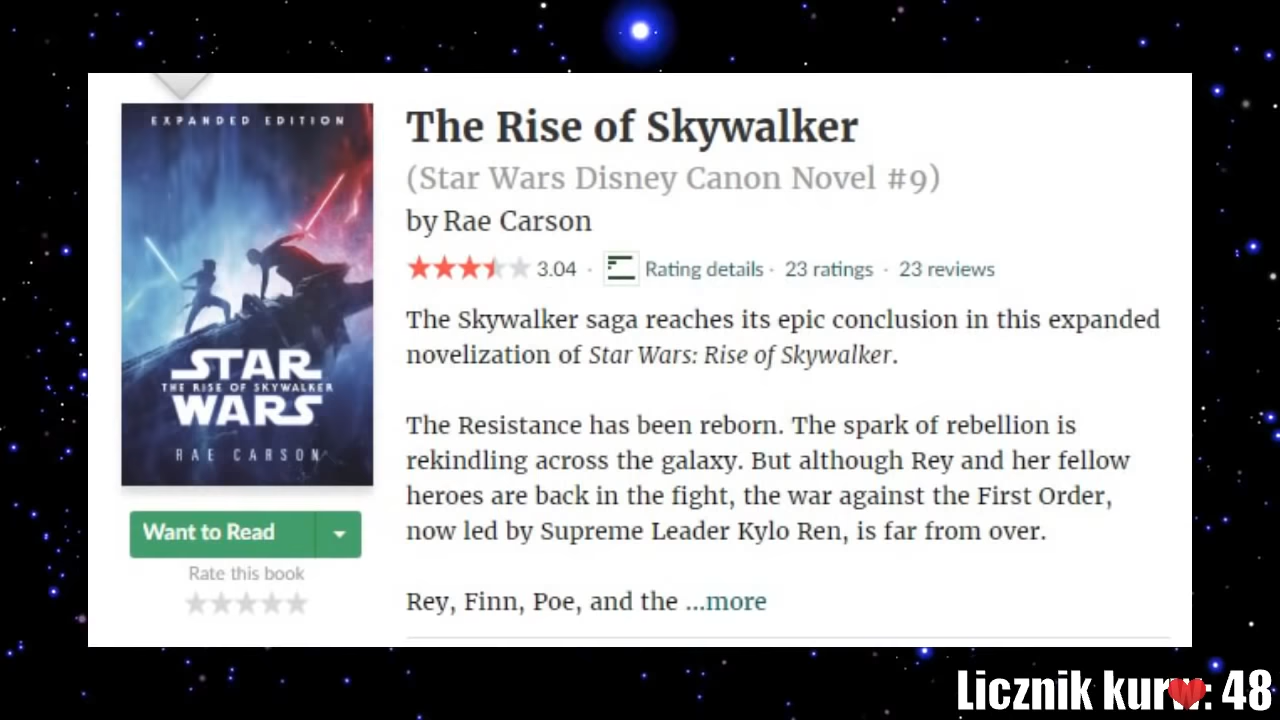 EXPANDED EDITION
STAR
THE RISE OF SKYWALKER
WARS
RAE CARSON
Want to Read
Rate this book
The Rise of Skywalker
(Star Wars Disney Canon Novel #9)
by Rae Carson
3.04 · Rating details · 23 ratings · 23 reviews
The Skywalker saga reaches its epic conclusion in this expanded
novelization of Star Wars: Rise of Skywalker.
The Resistance has been reborn. The spark of rebellion is
rekindling across the galaxy. But although Rey and her fellow
heroes are back in the fight, the war against the First Order,
now led by Supreme Leader Kylo Ren, is far from over.
Rey, Finn, Poe, and the ...more
Licznik kurw: 48